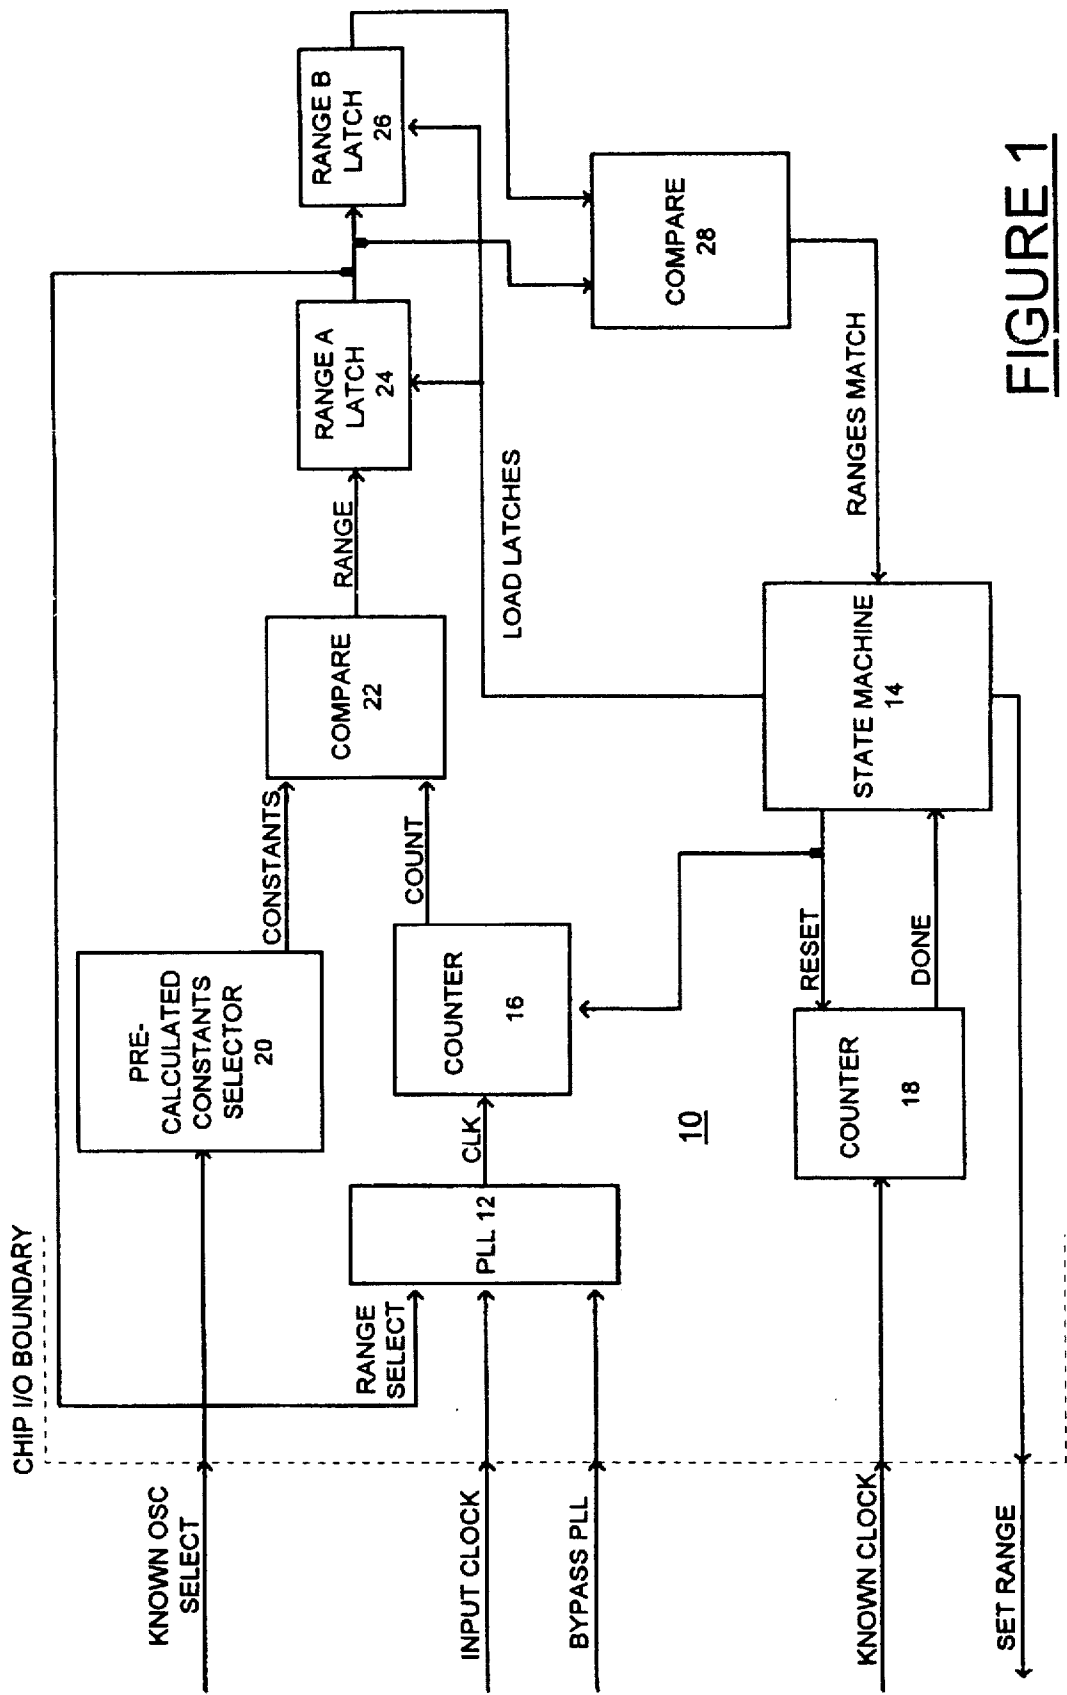 CHIP I/O BOUNDARY
KNOWN OSC
SELECT
INPUT CLOCK
BYPASS PLL
KNOWN CLOCK
SET RANGE
RANGE
SELECT
PLL 12
CLK
PRE-
CALCULATED
CONSTANTS
SELECTOR
20
COUNTER
16
COUNTER
18
10
CONSTANTS
COUNT
RESET
DONE
COMPARE
22
STATE MACHINE
14
RANGE
LOAD LATCHES
RANGES MATCH
RANGE A
LATCH
24
RANGE B
LATCH
26
COMPARE
28
FIGURE 1